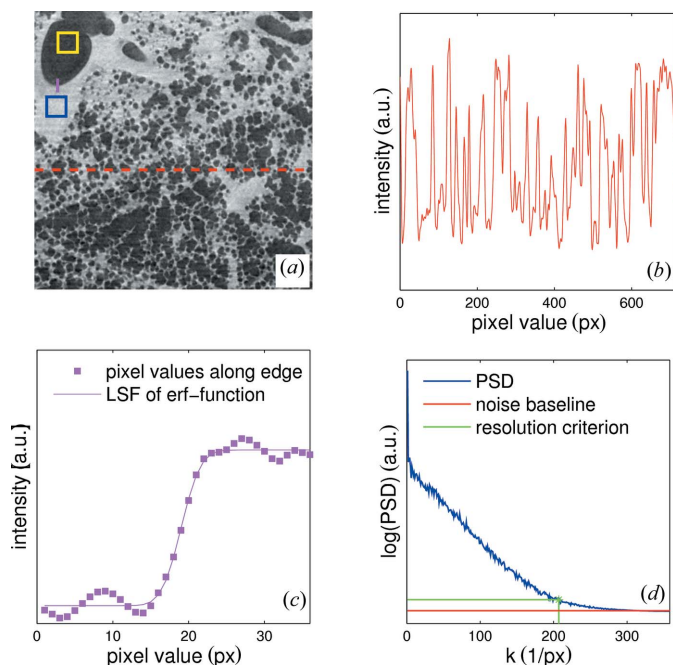 (a)
intensity (a.u.)
(b)
0 200 400 600
pixel value (px)
pixel values along edge
LSF of erf−function
intensity [a.u.]
(c)
0 10 20 30
pixel value (px)
PSD
noise baseline
resolution criterion
log(PSD) (a.u.)
(d)
0 100 200 300
k (1/px)